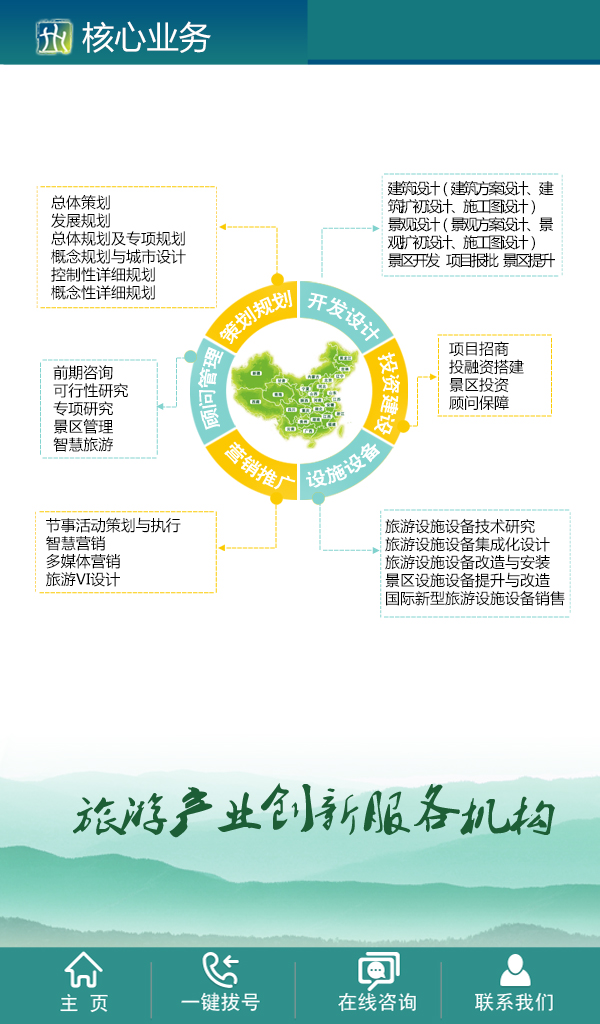 核心业务
总体策划
发展规划
总体规划及专项规划
概念规划与城市设计
控制性详细规划
概念性详细规划
建筑设计（建筑方案设计、建
筑扩初设计、施工图设计）
景观设计（景观方案设计、景
观扩初设计、施工图设计）
景区开发 项目报批 景区提升
策划规划
开发设计
顾问管理
投资建设
营销推广
设施设备
前期咨询
可行性研究
专项研究
景区管理
智慧旅游
项目招商
投融资搭建
景区投资
顾问保障
节事活动策划与执行
智慧营销
多媒体营销
旅游VI设计
旅游设施设备技术研究
旅游设施设备集成化设计
旅游设施设备改造与安装
景区设施设备提升与改造
国际新型旅游设施设备销售
旅游产业创新服务机构
主 页
一键拔号
在线咨询
联系我们